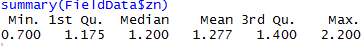 summary(FieldData$zn)
Min. 1st Qu. Median Mean 3rd Qu. Max.
0.700 1.175 1.200 1.277 1.400 2.200